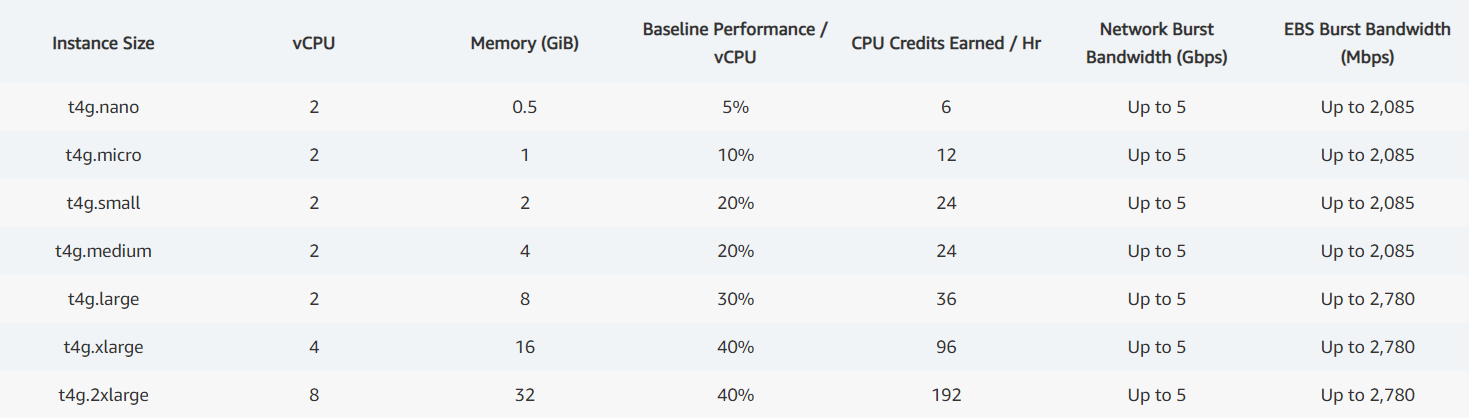 Instance Size vCPU Memory (GiB) Baseline Performance / vCPU CPU Credits Earned / Hr Network Burst Bandwidth (Gbps) EBS Burst Bandwidth (Mbps)
t4g.nano 2 0.5 5% 6 Up to 5 Up to 2,085
t4g.micro 2 1 10% 12 Up to 5 Up to 2,085
t4g.small 2 2 20% 24 Up to 5 Up to 2,085
t4g.medium 2 4 20% 24 Up to 5 Up to 2,085
t4g.large 2 8 30% 36 Up to 5 Up to 2,780
t4g.xlarge 4 16 40% 96 Up to 5 Up to 2,780
t4g.2xlarge 8 32 40% 192 Up to 5 Up to 2,780